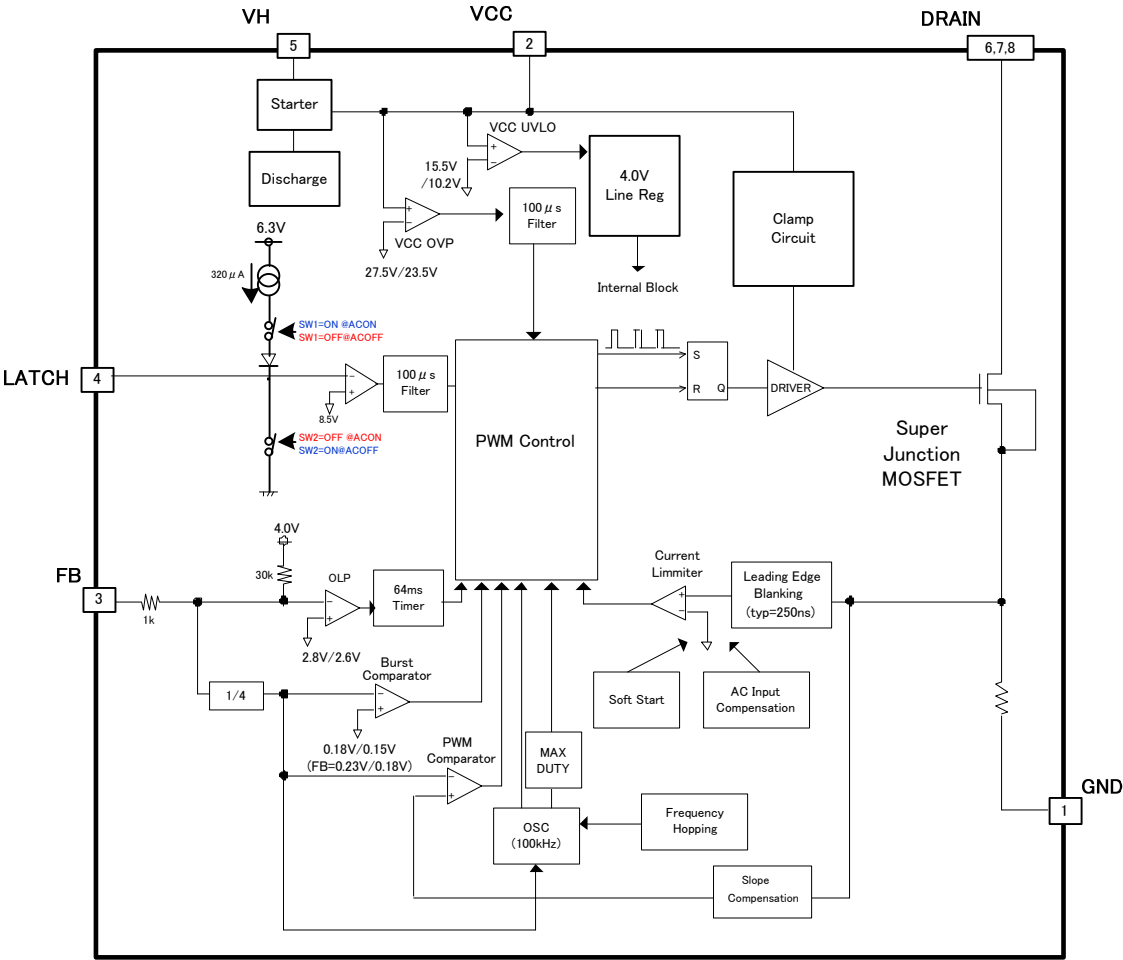 VH
VCC
DRAIN
5
2
6,7,8
Starter
Discharge
VCC UVLO
+
−
15.5V
/10.2V
4.0V
Line Reg
Internal Block
+
−
VCC OVP
27.5V/23.5V
100μs
Filter
Clamp
Circuit
6.3V
320μA
SW1=ON @ACON
SW1=OFF@ACOFF
LATCH
4
−
+
8.5V
100μs
Filter
SW2=OFF @ACON
SW2=ON@ACOFF
PWM Control
S
R
Q
DRIVER
Super
Junction
MOSFET
4.0V
30k
FB
3
1k
OLP
−
+
2.8V/2.6V
64ms
Timer
Current
Limmiter
+
−
Leading Edge
Blanking
(typ=250ns)
Soft Start
AC Input
Compensation
1/4
Burst
Comparator
−
+
0.18V/0.15V
(FB=0.23V/0.18V)
PWM
Comparator
−
+
MAX
DUTY
OSC
(100kHz)
Frequency
Hopping
Slope
Compensation
GND
1